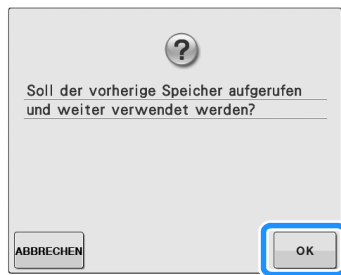 ?
Soll der vorherige Speicher aufgerufen
und weiter verwendet werden?
ABBRECHEN
OK